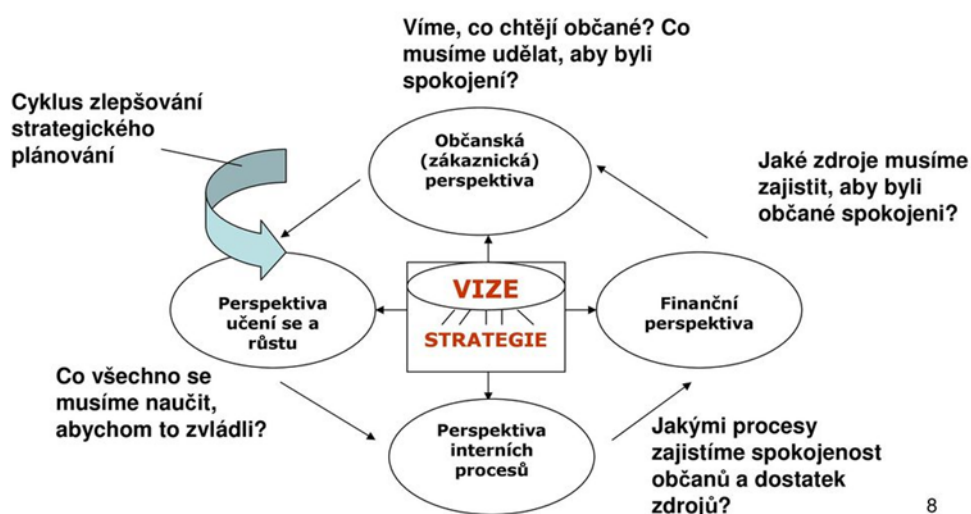 Víme, co chtějí občané? Co
musíme udělat, aby byli
spokojení?
Cyklus zlepšování
strategického
plánování
Občanská
(zákaznická)
perspektiva
Jaké zdroje musíme
zajistit, aby byli
občané spokojeni?
Perspektiva
učení se a
růstu
VIZE
STRATEGIE
Finanční
perspektiva
Co všechno se
musíme naučit,
abychom to zvládli?
Perspektiva
interních
procesů
Jakými procesy
zajistíme spokojenost
občanů a dostatek
zdrojů?
8